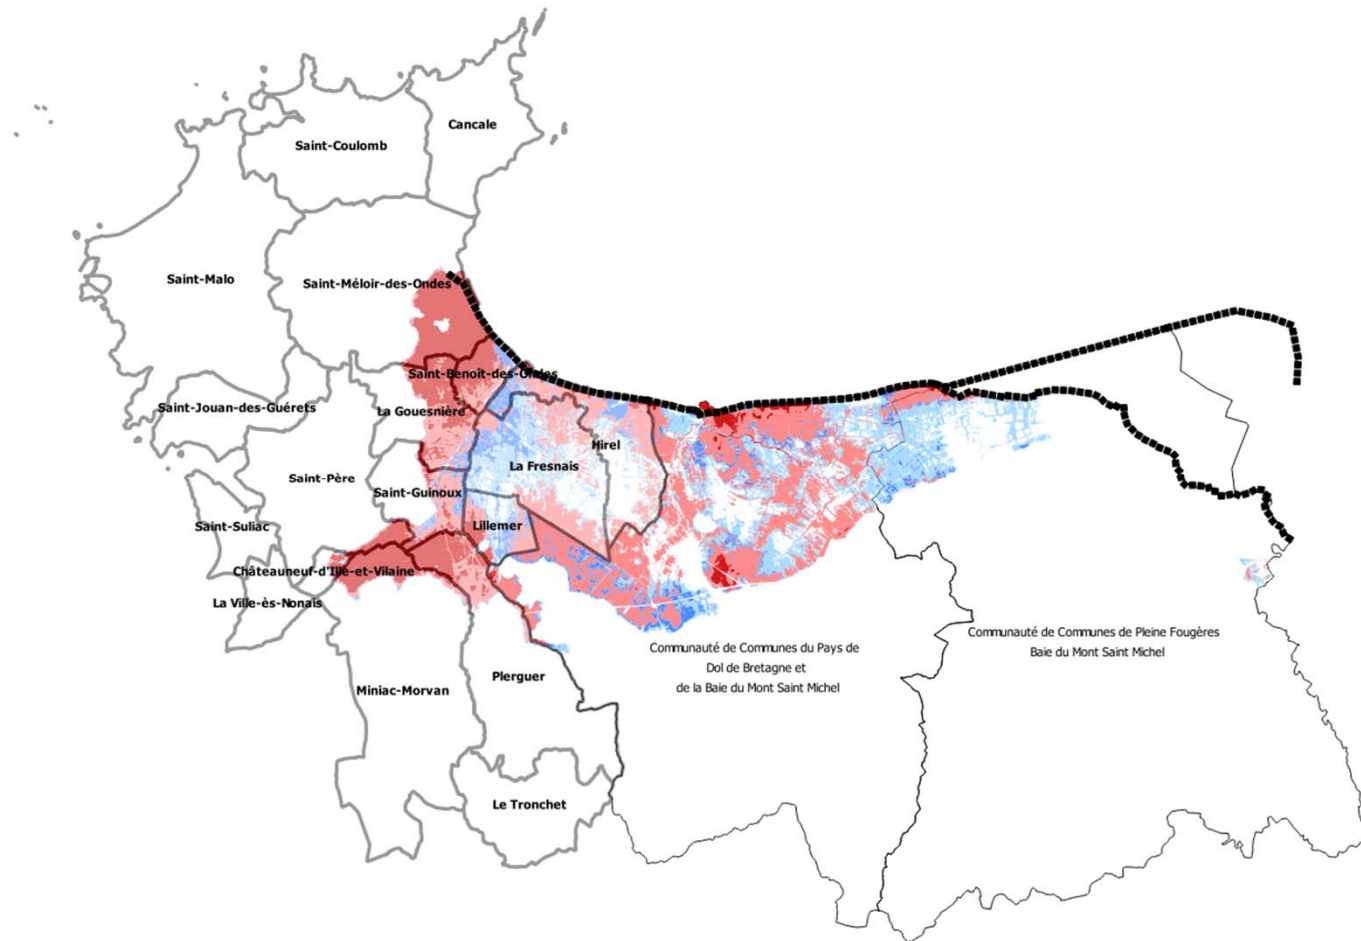 Cancale
Saint-Coulomb
Saint-Malo
Saint-Méloir-des-Ondes
Saint-Benoît-des-Ondes
Saint-Jouan-des-Guérets
La Gouesnière
Hirel
La Fresnais
Saint-Père
Saint-Guinoux
Saint-Suliac
Lillemer
Châteauneuf-d'Ille-et-Vilaine
La Ville-ès-Nonais
Communauté de Communes du Pays de
Dol de Bretagne et
de la Baie du Mont Saint Michel
Communauté de Communes de Pleine Fougères
Baie du Mont Saint Michel
Plerguer
Miniac-Morvan
Le Tronchet